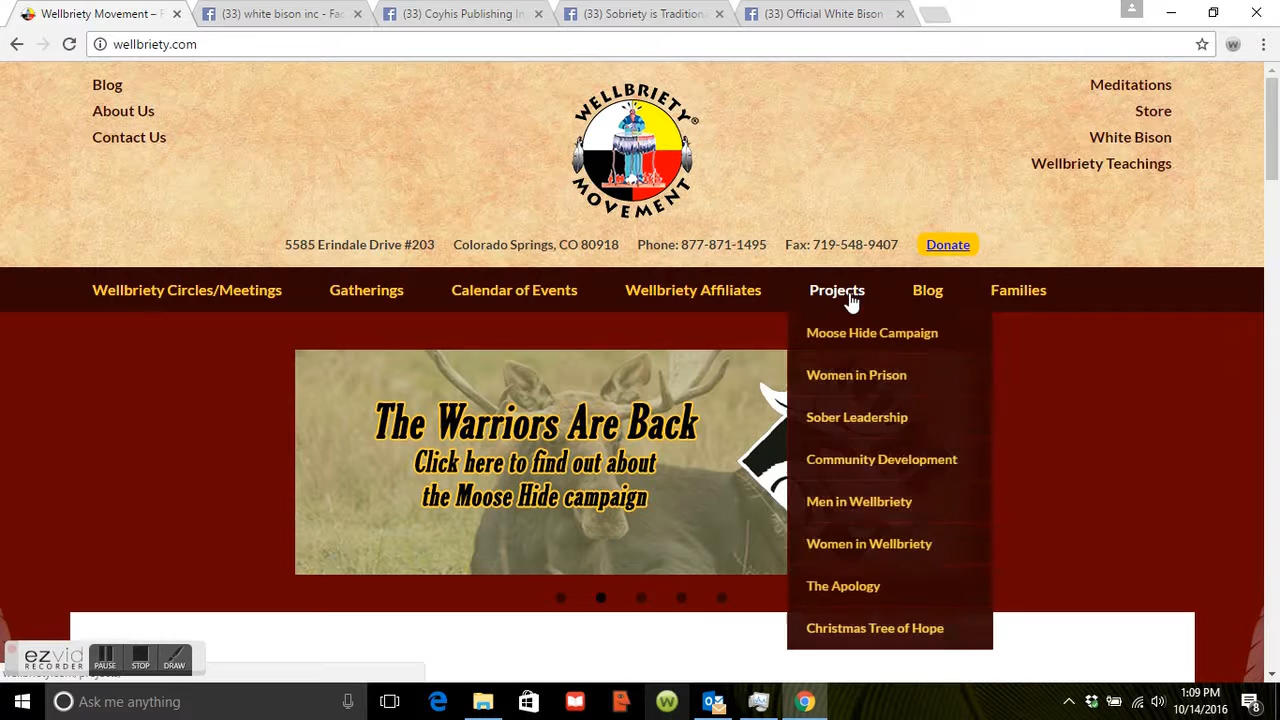 Wellbriety Movement – F
(33) white bison inc - Fac
(33) Coyhis Publishing In
(33) Sobriety is Tradition
(33) Official White Bison
wellbriety.com
Blog
About Us
Contact Us
WELLBRIETY®
MOVEMENT
Meditations
Store
White Bison
Wellbriety Teachings
5585 Erindale Drive #203 Colorado Springs, CO 80918 Phone: 877-871-1495 Fax: 719-548-9407 Donate
Wellbriety Circles/Meetings Gatherings Calendar of Events Wellbriety Affiliates Projects Blog Families
Moose Hide Campaign
Women in Prison
Sober Leadership
Community Development
Men in Wellbriety
Women in Wellbriety
The Apology
Christmas Tree of Hope
The Warriors Are Back
Click here to find out about
the Moose Hide campaign
ezvid
RECORDER
PAUSE STOP DRAW
Ask me anything
1:09 PM
10/14/2016
8